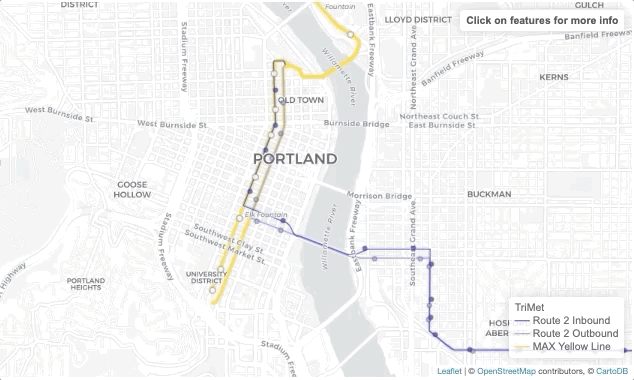 DISTRICT
Fountain
Eastbank Freeway
LLOYD DISTRICT
GULCH
Click on features for more info
Stadium Freeway
Willamette River
Northeast Grand Ave
Banfield Freeway
Banfield Freeway
KERNS
OLD TOWN
West Burnside St.
West Burnside St.
Burnside Bridge
Northeast Couch St.
East Burnside St.
PORTLAND
GOOSE
HOLLOW
Morrison Bridge
BUCKMAN
Elk Fountain
Southwest Clay St.
Southwest Market St.
Stadium Freeway
Willamette River
Eastbank Freeway
Southeast Grand Ave
Highway
PORTLAND
HEIGHTS
UNIVERSITY
DISTRICT
HOS
ABER
Stadium Freeway
TriMet
Route 2 Inbound
Route 2 Outbound
MAX Yellow Line
Leaflet | © OpenStreetMap contributors, © CartoDB